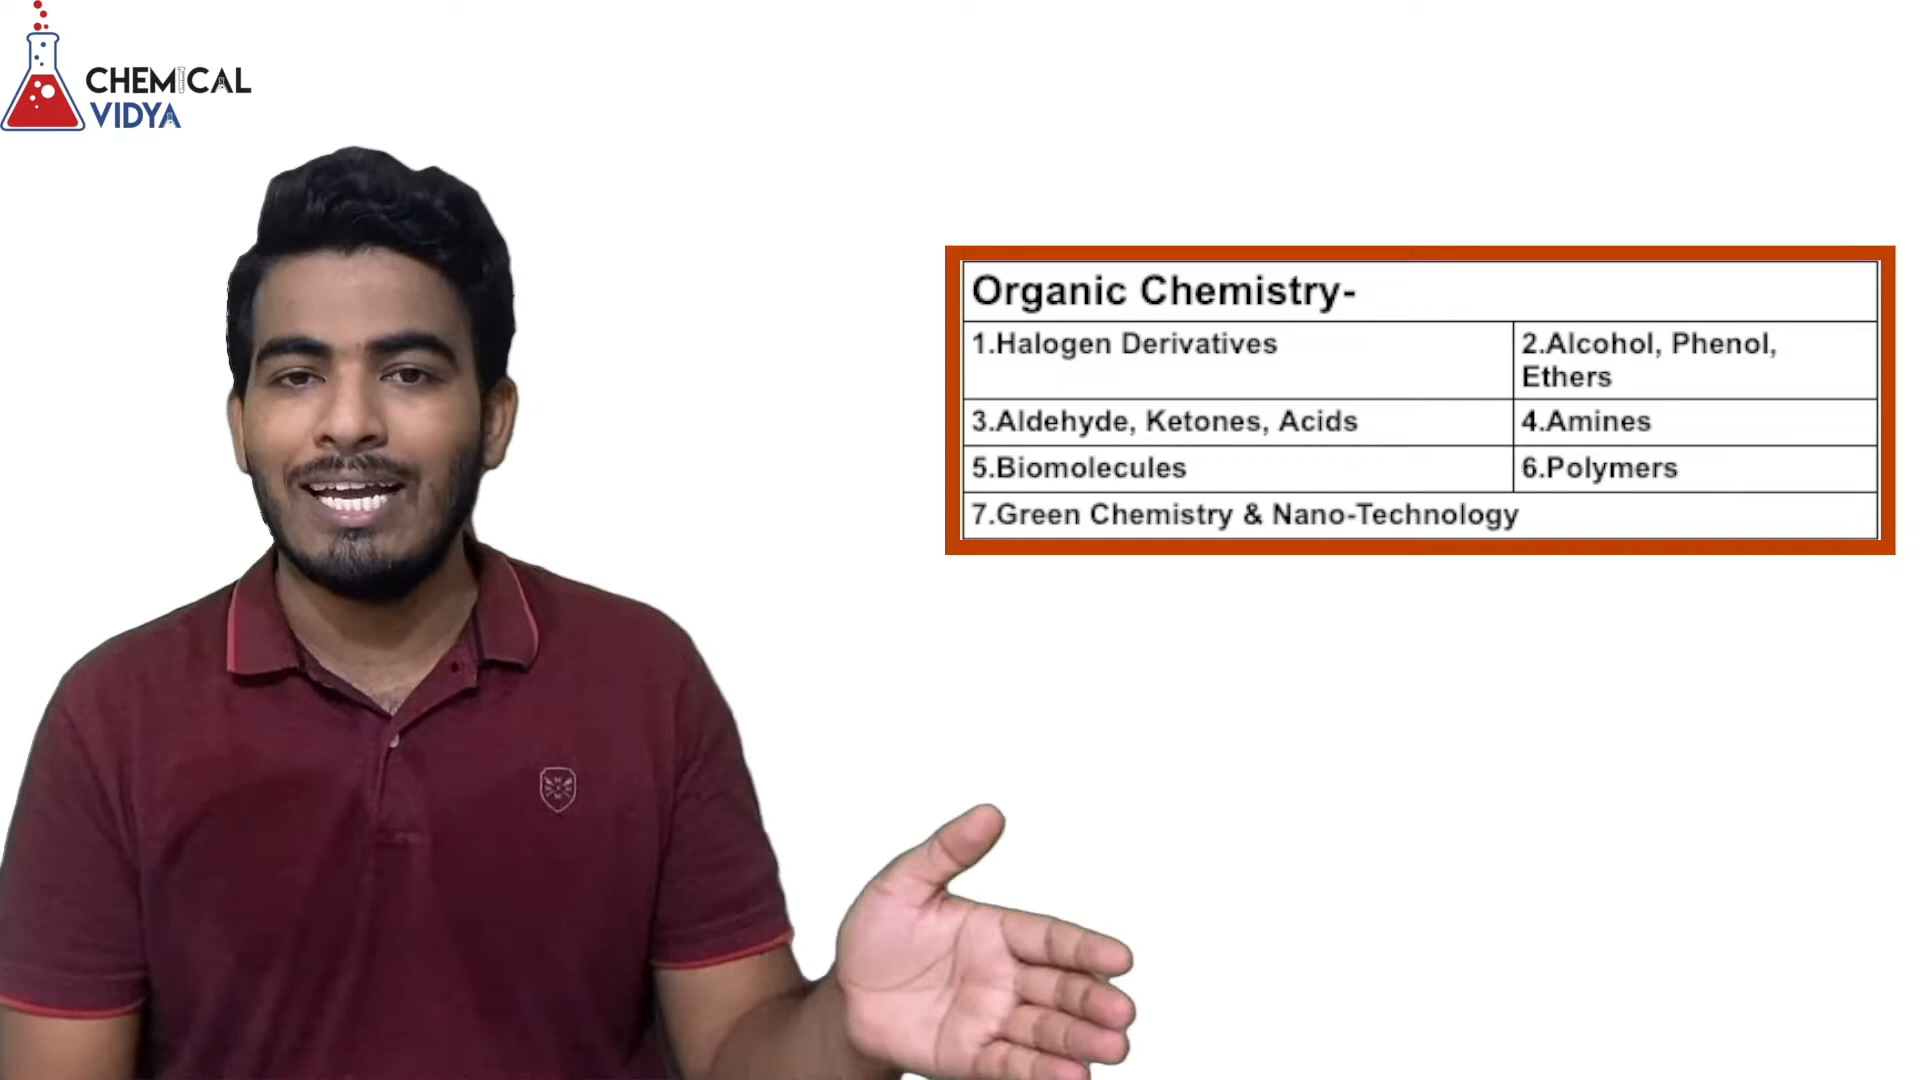 CHEMICAL
VIDYA
Organic Chemistry-
1.Halogen Derivatives
2.Alcohol, Phenol,
Ethers
3.Aldehyde, Ketones, Acids
4.Amines
5.Biomolecules
6.Polymers
7.Green Chemistry & Nano-Technology